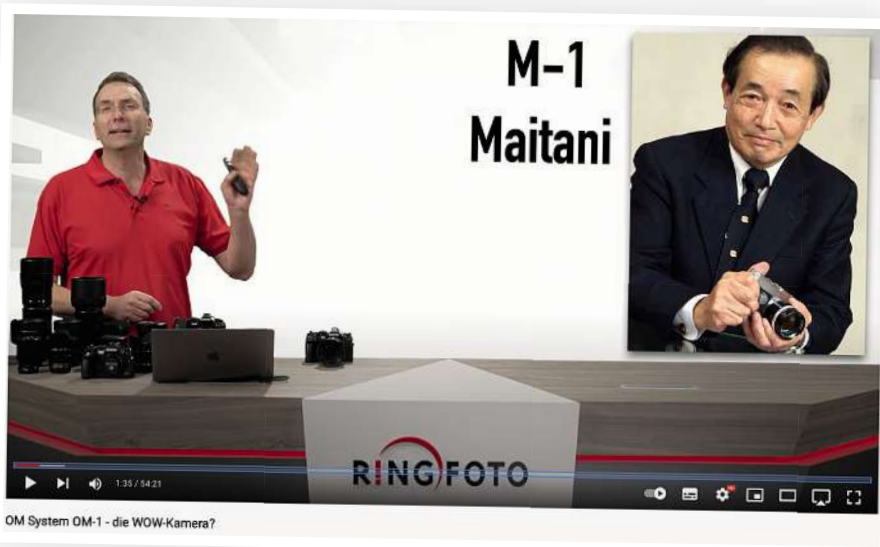 M-1
Maitani
RINGFOTO
1:35 / 54:21
OM System OM-1 - die WOW-Kamera?